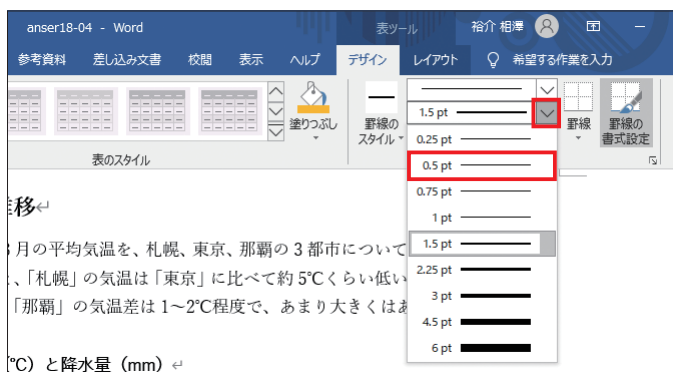 anser18-04 - Word 表ツール 裕介 相澤
参考資料 差し込み文書 校閲 表示 ヘルプ デザイン レイアウト 希望する作業を入力
塗りつぶし
罫線の
スタイル
1.5 pt
罫線
罫線の
書式設定
表のスタイル
0.25 pt
0.5 pt
0.75 pt
1 pt
1.5 pt
2.25 pt
3 pt
4.5 pt
6 pt
移
月の平均気温を、札幌、東京、那覇の 3 都市について
、「札幌」の気温は「東京」に比べて約 5℃くらい低い
「那覇」の気温差は 1～2℃程度で、あまり大きくはあ
(℃) と降水量（mm）